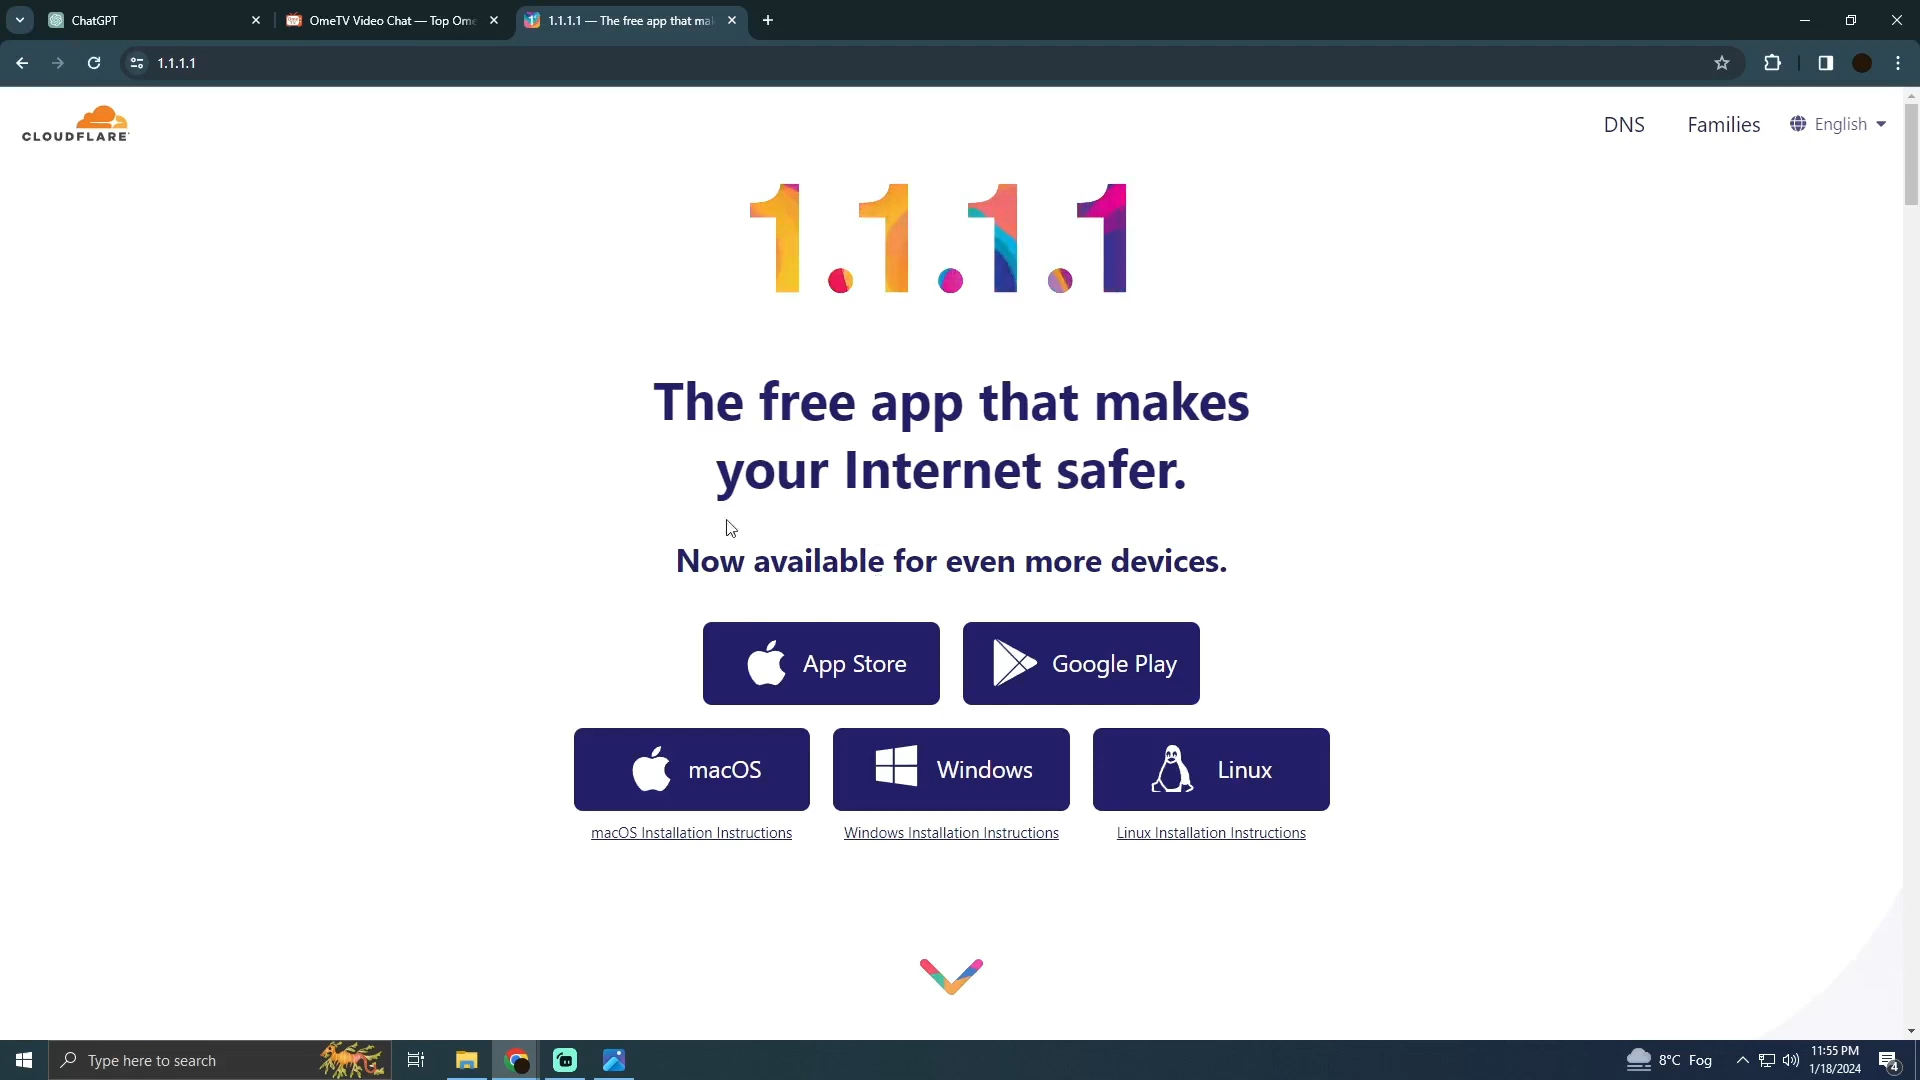 ChatGPT
OmeTV Video Chat — Top Ome
1.1.1.1 — The free app that ma
1.1.1.1
CLOUDFLARE
DNS
Families
English
1.1.1.1
The free app that makes
your Internet safer.
Now available for even more devices.
App Store
Google Play
macOS
Windows
Linux
macOS Installation Instructions
Windows Installation Instructions
Linux Installation Instructions
Type here to search
8°C Fog
11:55 PM
1/18/2024
4